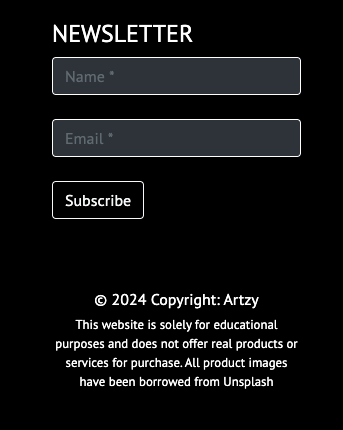 NEWSLETTER
Name *
Email *
Subscribe
© 2024 Copyright: Artzy
This website is solely for educational
purposes and does not offer real products or
services for purchase. All product images
have been borrowed from Unsplash